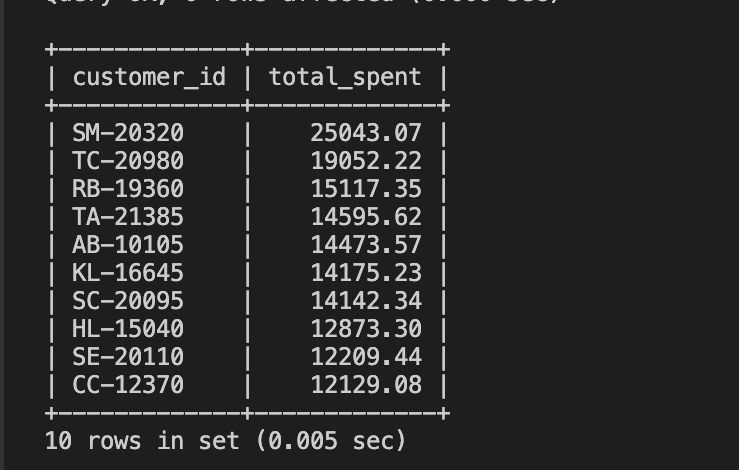 +-------------+-------------+
| customer_id | total_spent |
+-------------+-------------+
| SM-20320    |    25043.07 |
| TC-20980    |    19052.22 |
| RB-19360    |    15117.35 |
| TA-21385    |    14595.62 |
| AB-10105    |    14473.57 |
| KL-16645    |    14175.23 |
| SC-20095    |    14142.34 |
| HL-15040    |    12873.30 |
| SE-20110    |    12209.44 |
| CC-12370    |    12129.08 |
+-------------+-------------+
10 rows in set (0.005 sec)